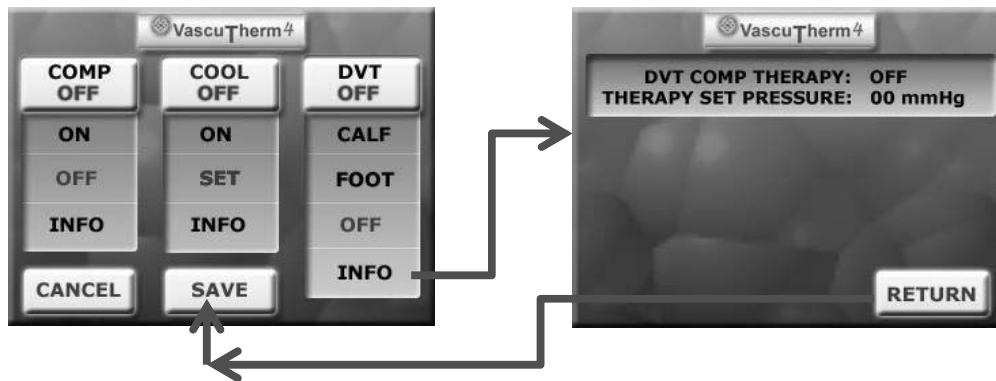 VascuTherm4
COMP
OFF
ON
OFF
INFO
COOL
OFF
ON
SET
INFO
DVT
OFF
CALF
FOOT
OFF
INFO
CANCEL
SAVE
VascuTherm4
DVT COMP THERAPY: OFF
THERAPY SET PRESSURE: 00 mmHg
RETURN